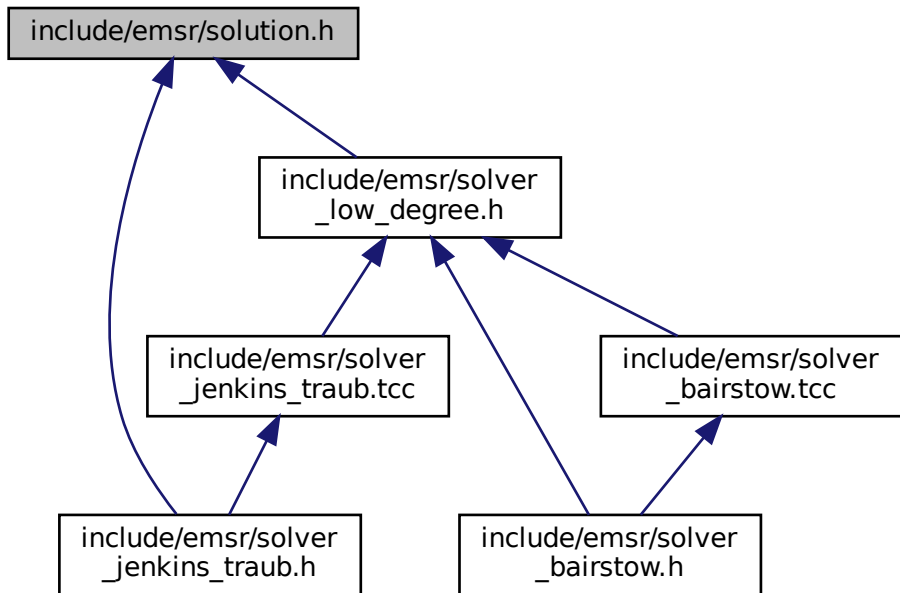 include/emsr/solution.h
include/emsr/solver
_low_degree.h
include/emsr/solver
_jenkins_traub.tcc
include/emsr/solver
_bairstow.tcc
include/emsr/solver
_jenkins_traub.h
include/emsr/solver
_bairstow.h